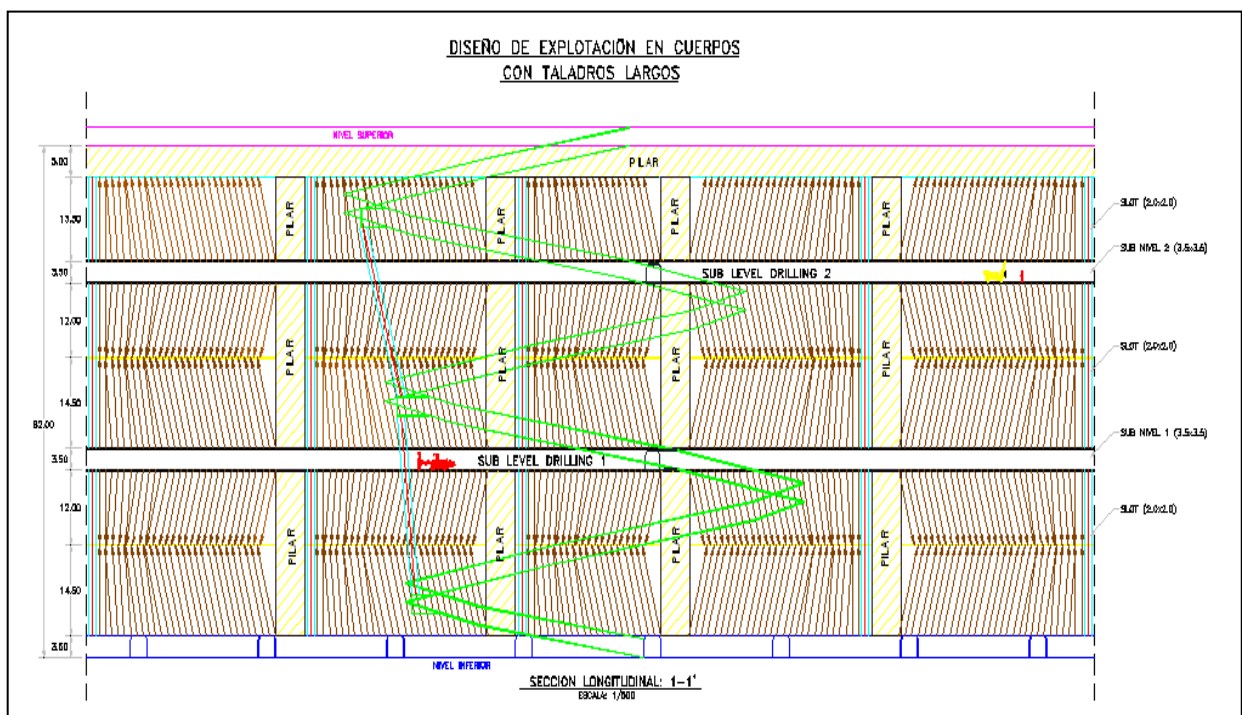 DISEÑO DE EXPLOTACIÓN EN CUERPOS
CON TALADROS LARGOS
NIVEL SUPERIOR
5.00
PILAR
13.50
PILAR
PILAR
PILAR
PILAR
SLOT (2.0x2.0)
SUB NIVEL 2 (3.5x3.5)
3.50
SUB LEVEL DRILLING 2
12.00
PILAR
PILAR
PILAR
PILAR
SLOT (2.0x2.0)
14.50
82.00
SUB NIVEL 1 (3.5x3.5)
3.50
SUB LEVEL DRILLING 1
12.00
SLOT (2.0x2.0)
PILAR
PILAR
PILAR
PILAR
14.50
3.50
NIVEL INFERIOR
SECCION LONGITUDINAL: 1-1'
ESCALA: 1/500